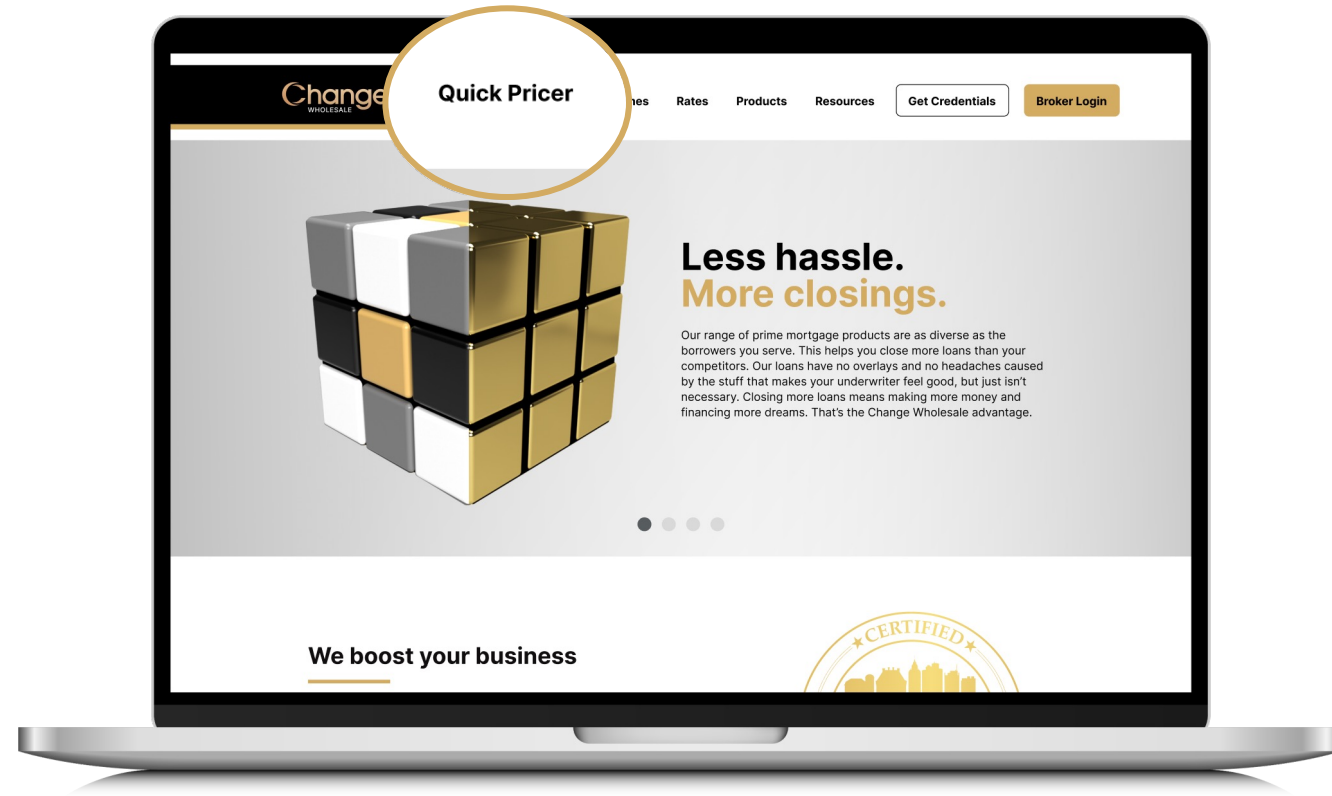 Change
WHOLESALE
Quick Pricer
Rates
Products
Resources
Get Credentials
Broker Login
Less hassle.
More closings.
Our range of prime mortgage products are as diverse as the
borrowers you serve. This helps you close more loans than your
competitors. Our loans have no overlays and no headaches caused
by the stuff that makes your underwriter feel good, but just isn't
necessary. Closing more loans means making more money and
financing more dreams. That's the Change Wholesale advantage.
We boost your business
CERTIFIED